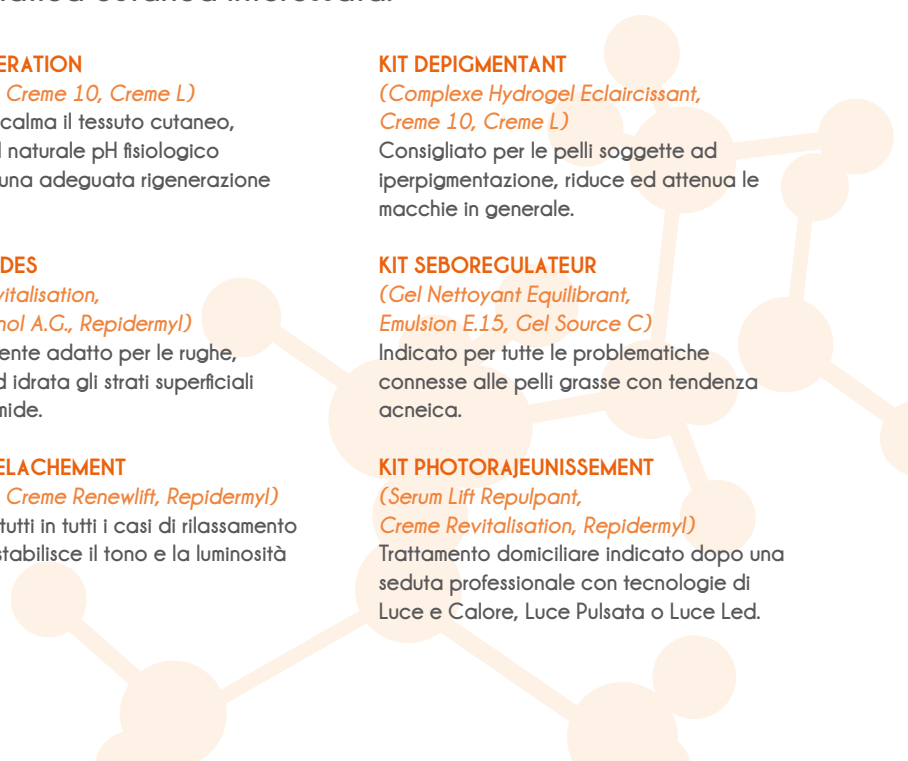 ERATION
Creme 10, Creme L)
calma il tessuto cutaneo,
naturale pH fisiologico
una adeguata rigenerazione
DES
vitalisation,
nol A.G., Repidermyl)
ente adatto per le rughe,
d idrata gli strati superficiali
mide.
ELACHEMENT
Creme Renewlift, Repidermyl)
tutti in tutti i casi di rilassamento
stabilisce il tono e la luminosità
KIT DEPIGMENTANT
(Complexe Hydrogel Eclaircissant,
Creme 10, Creme L)
Consigliato per le pelli soggette ad
iperpigmentazione, riduce ed attenua le
macchie in generale.
KIT SEBOREGULATEUR
(Gel Nettoyant Equilibrant,
Emulsion E.15, Gel Source C)
Indicato per tutte le problematiche
connesse alle pelli grasse con tendenza
acneica.
KIT PHOTORAJEUNISSEMENT
(Serum Lift Repulpant,
Creme Revitalisation, Repidermyl)
Trattamento domiciliare indicato dopo una
seduta professionale con tecnologie di
Luce e Calore, Luce Pulsata o Luce Led.